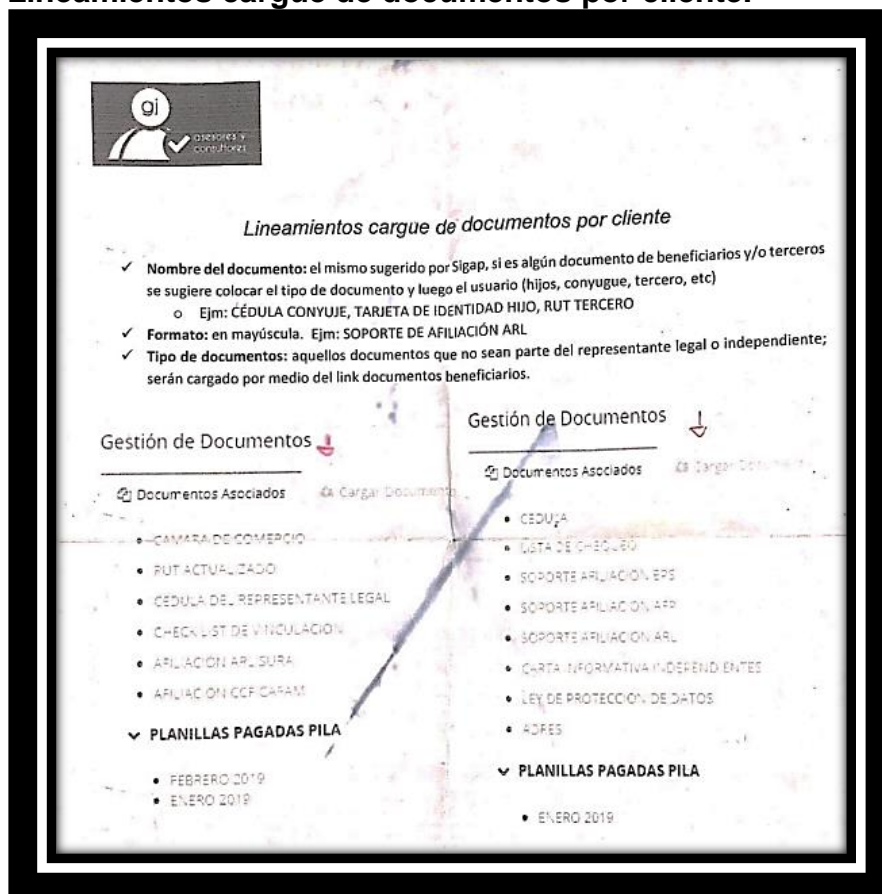 Lineamientos cargue de documentos por cliente.
gi
asesores y
consultores
Lineamientos cargue de documentos por cliente
✓ Nombre del documento: el mismo sugerido por Sigap, si es algún documento de beneficiarios y/o terceros
se sugiere colocar el tipo de documento y luego el usuario (hijos, conyugue, tercero, etc)
o Ejm: CÉDULA CONYUJE, TARJETA DE IDENTIDAD HIJO, RUT TERCERO
✓ Formato: en mayúscula. Ejm: SOPORTE DE AFILIACIÓN ARL
✓ Tipo de documentos: aquellos documentos que no sean parte del representante legal o independiente;
serán cargado por medio del link documentos beneficiarios.
Gestión de Documentos
Documentos Asociados Cargar Documento
• CAMARA DE COMERCIO
• RUT ACTUALIZADO
• CEDULA DEL REPRESENTANTE LEGAL
• CHECK LIST DE VINCULACION
• AFILIACION ARL SURA
• AFILIACION CCF CAFAM
PLANILLAS PAGADAS PILA
• FEBRERO 2019
• ENERO 2019
Gestión de Documentos
Documentos Asociados Cargar Documento
• CEDULA
• LISTA DE CHEQUEO
• SOPORTE AFILIACION EPS
• SOPORTE AFILIACION AFP
• SOPORTE AFILIACION ARL
• CARTA INFORMATIVA INDEPENDIENTES
• LEY DE PROTECCION DE DATOS
• ADRES
PLANILLAS PAGADAS PILA
• ENERO 2019